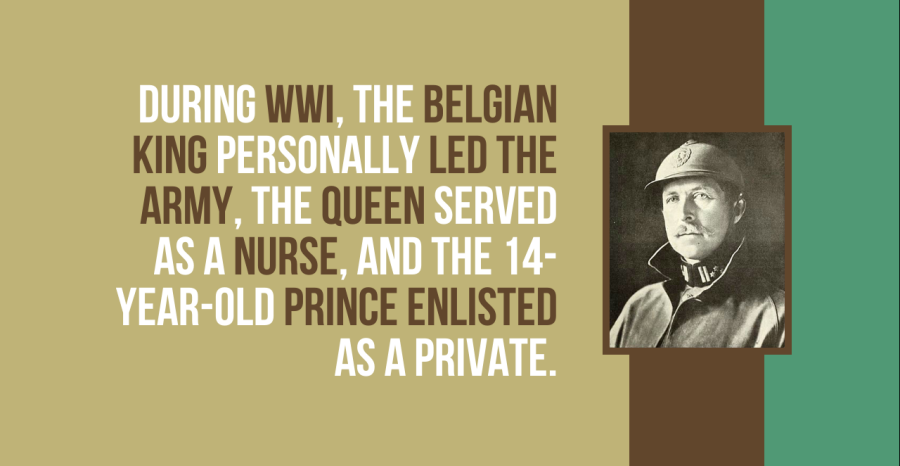 DURING WWI, THE BELGIAN
KING PERSONALLY LED THE
ARMY, THE QUEEN SERVED
AS A NURSE, AND THE 14-
YEAR-OLD PRINCE ENLISTED
AS A PRIVATE.